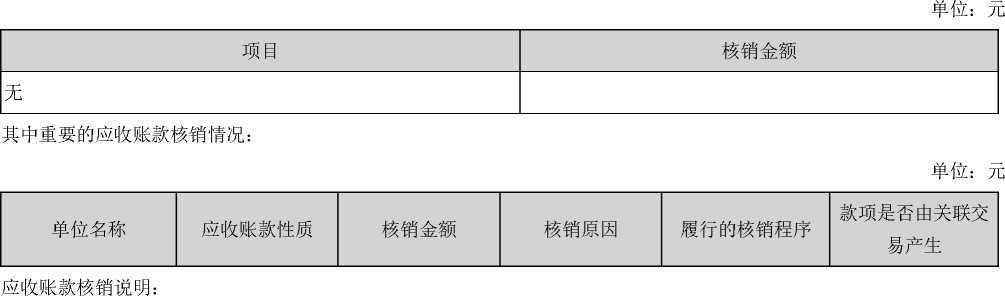 单位：元
项目 核销金额
无
其中重要的应收账款核销情况：
单位：元
单位名称 应收账款性质 核销金额 核销原因 履行的核销程序 款项是否由关联交
易产生
应收账款核销说明：